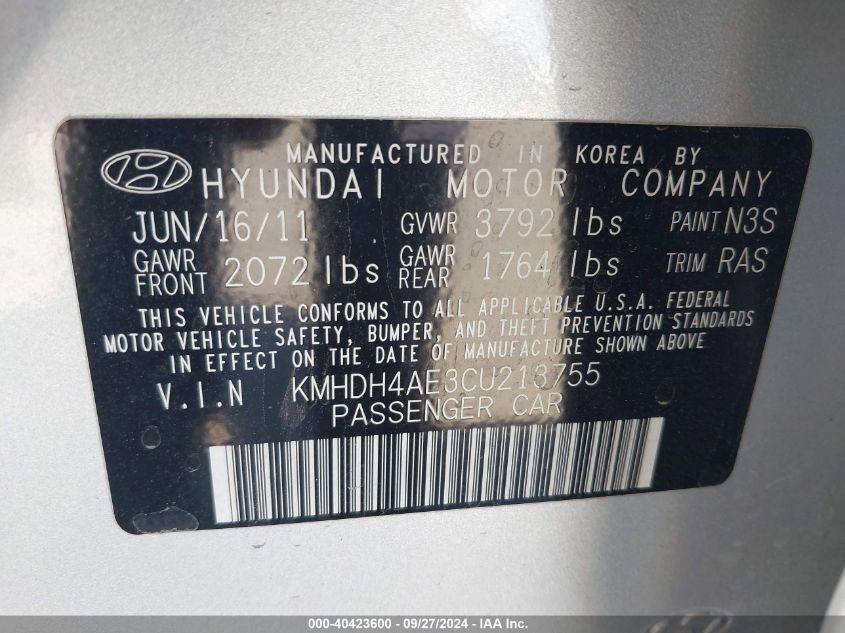 MANUFACTURED IN KOREA BY
HYUNDAI MOTOR COMPANY
JUN/16/11 GVWR 3792 lbs PAINT N3S
GAWR FRONT 2072 lbs GAWR REAR 1764 lbs TRIM RAS
THIS VEHICLE CONFORMS TO ALL APPLICABLE U.S.A. FEDERAL
MOTOR VEHICLE SAFETY, BUMPER, AND THEFT PREVENTION STANDARDS
IN EFFECT ON THE DATE OF MANUFACTURE SHOWN ABOVE
V.I.N KMHDH4AE3CU213755
PASSENGER CAR
000-40423600 - 09/27/2024 - IAA Inc.